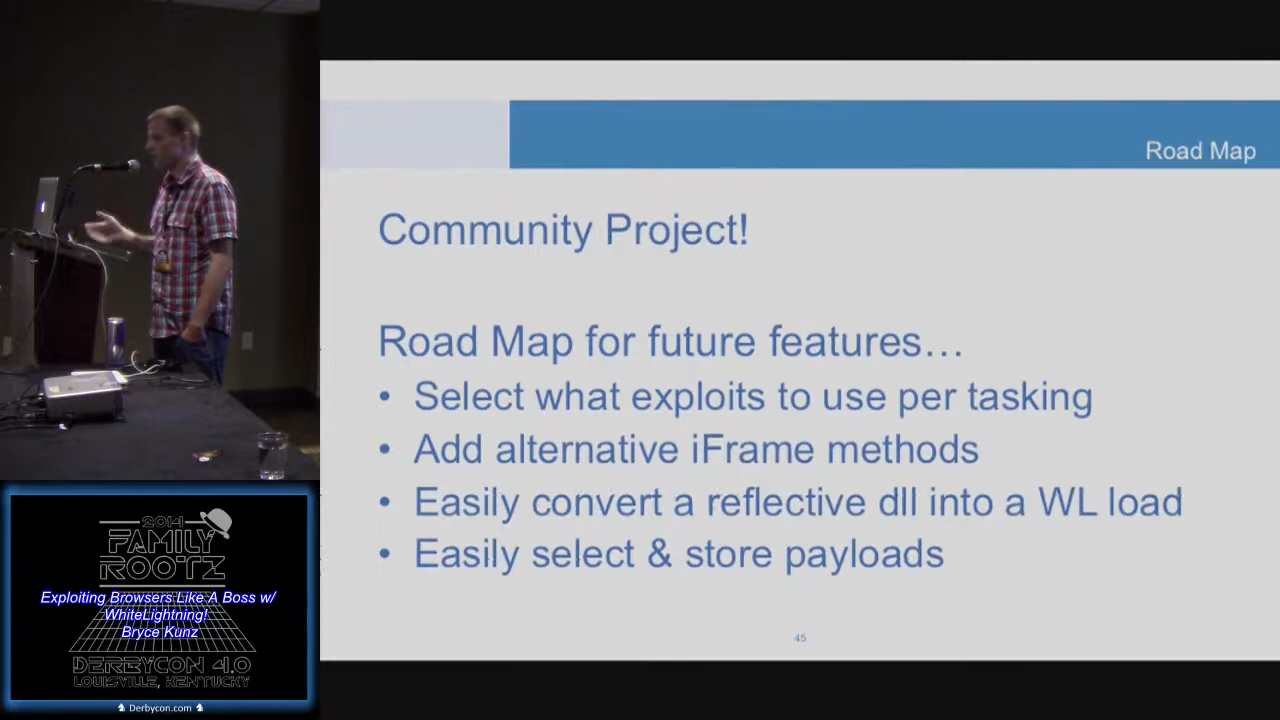 Road Map
Community Project!
Road Map for future features…
• Select what exploits to use per tasking
• Add alternative iFrame methods
• Easily convert a reflective dll into a WL load
• Easily select & store payloads
45
2014
FAMILY
ROOTZ
Exploiting Browsers Like A Boss w/
WhiteLightning!
Bryce Kunz
DERBYCON 4.0
LOUISVILLE, KENTUCKY
Derbycon.com